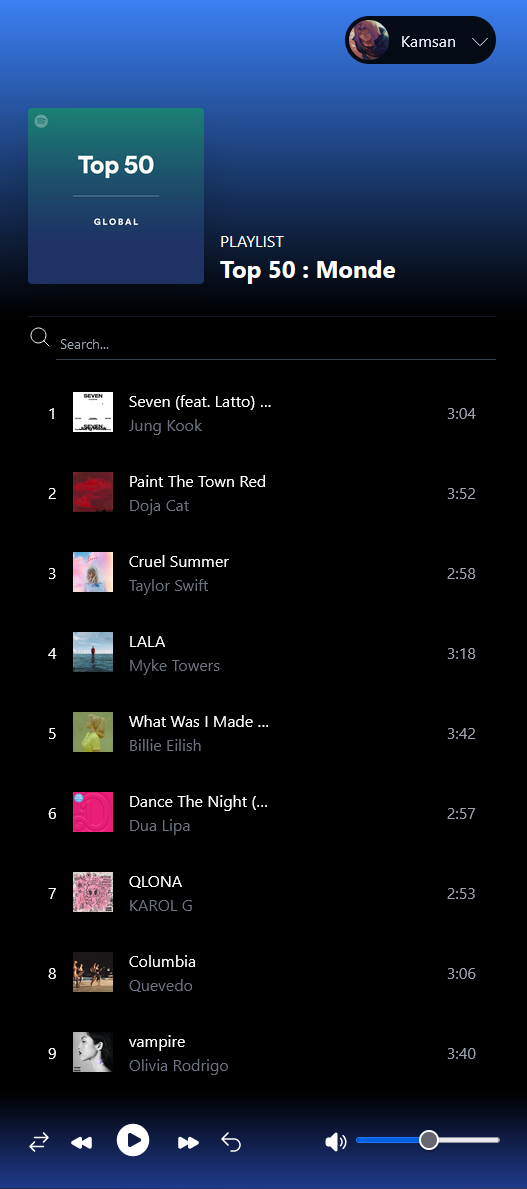 Kamsan
Top 50
GLOBAL
PLAYLIST
Top 50 : Monde
Search...
1
Seven (feat. Latto) ...
Jung Kook
3:04
2
Paint The Town Red
Doja Cat
3:52
3
Cruel Summer
Taylor Swift
2:58
4
LALA
Myke Towers
3:18
5
What Was I Made ...
Billie Eilish
3:42
6
Dance The Night (...
Dua Lipa
2:57
7
QLONA
KAROL G
2:53
8
Columbia
Quevedo
3:06
9
vampire
Olivia Rodrigo
3:40